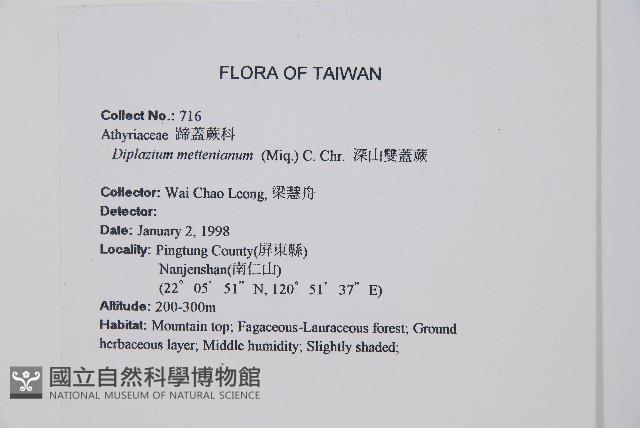 FLORA OF TAIWAN
Collect No.: 716
Athyriaceae 蹄蓋蕨科
Diplazium mettenianum (Miq.) C. Chr. 深山雙蓋蕨
Collector: Wai Chao Leong, 梁慧舟
Detector:
Date: January 2, 1998
Locality: Pingtung County(屏東縣)
Nanjenshan(南仁山)
(22° 05' 51" N, 120° 51' 37" E)
Altitude: 200-300m
Habitat: Mountain top; Fagaceous-Lauraceous forest; Ground
herbaceous layer; Middle humidity; Slightly shaded;
國立自然科學博物館
NATIONAL MUSEUM OF NATURAL SCIENCE